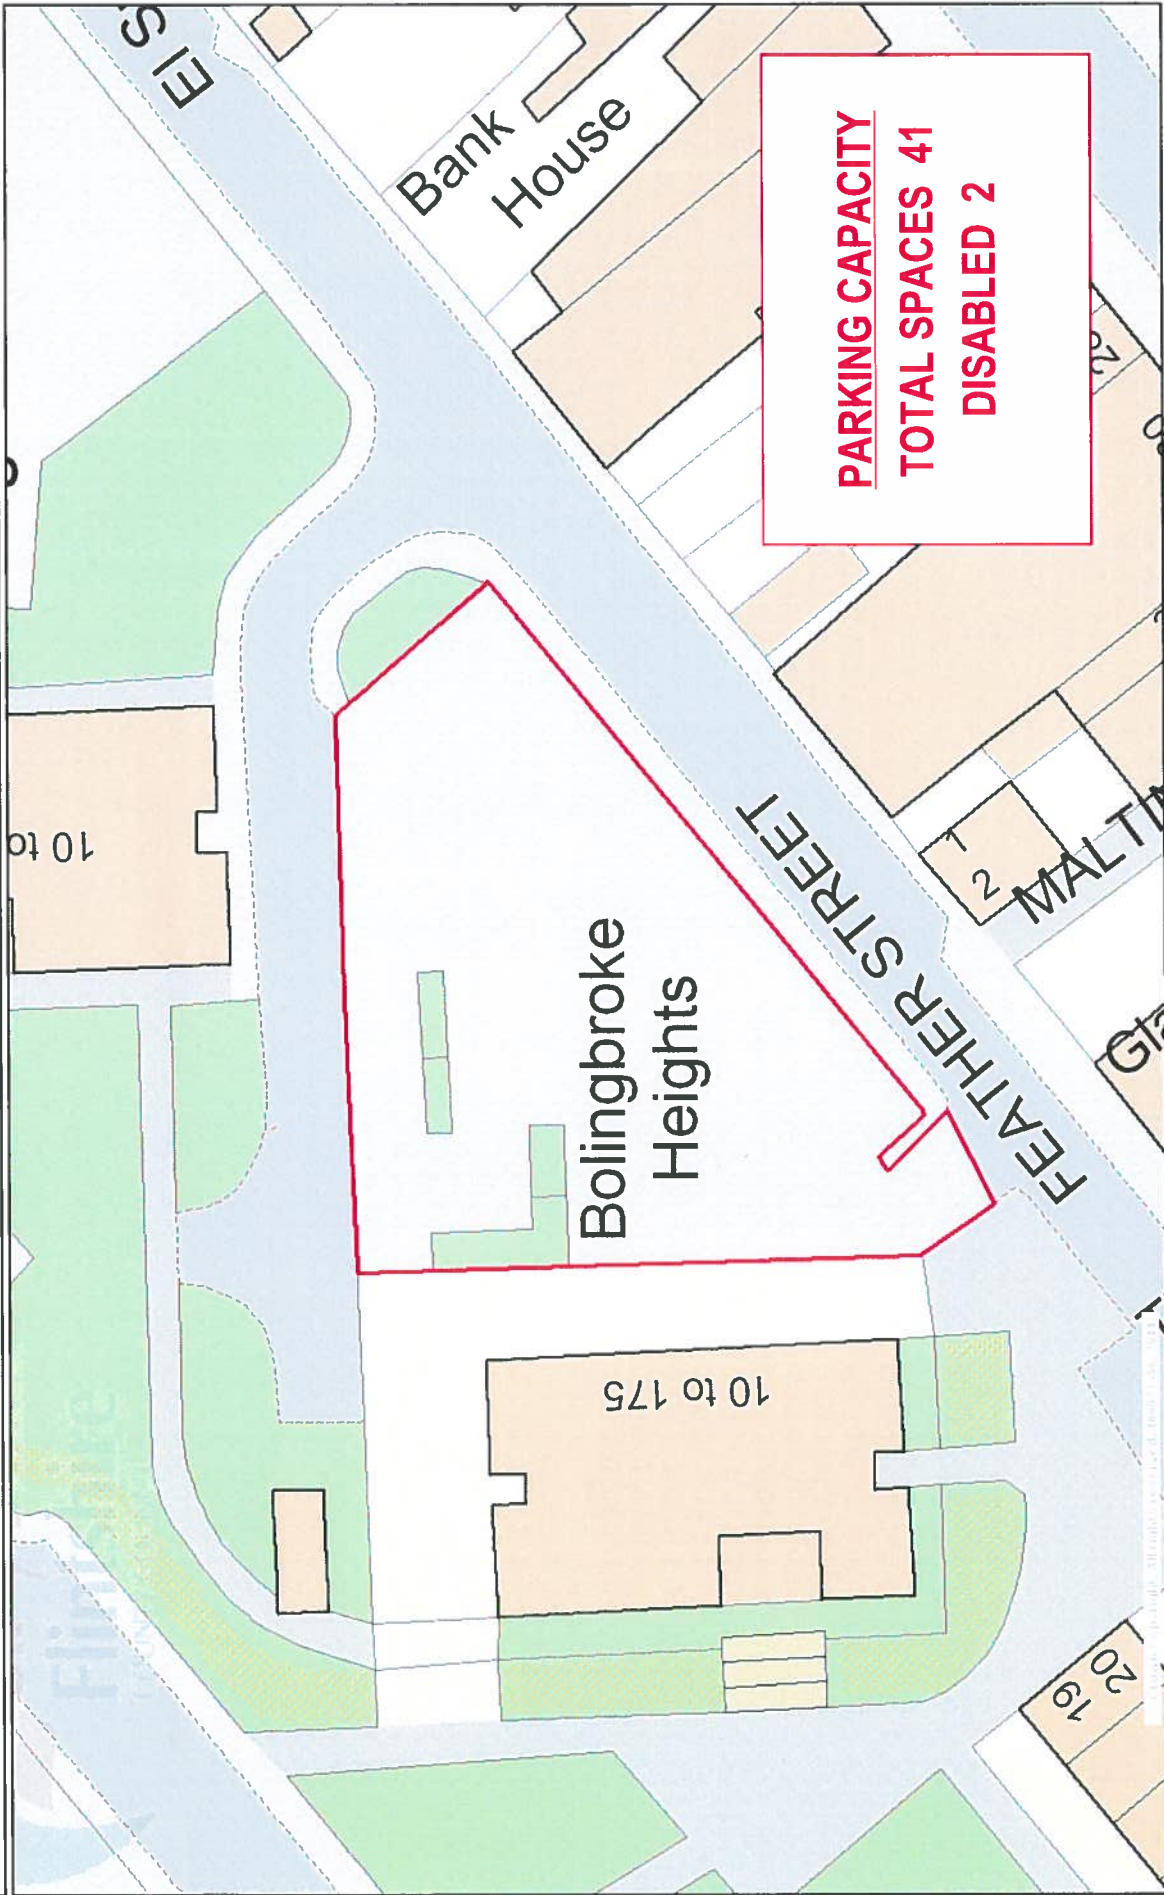 Bank
House
PARKING CAPACITY
TOTAL SPACES 41
DISABLED 2
10 to
Bolingbroke
Heights
FEATHER STREET
1
2
10 to 175
19
20
Flintshire